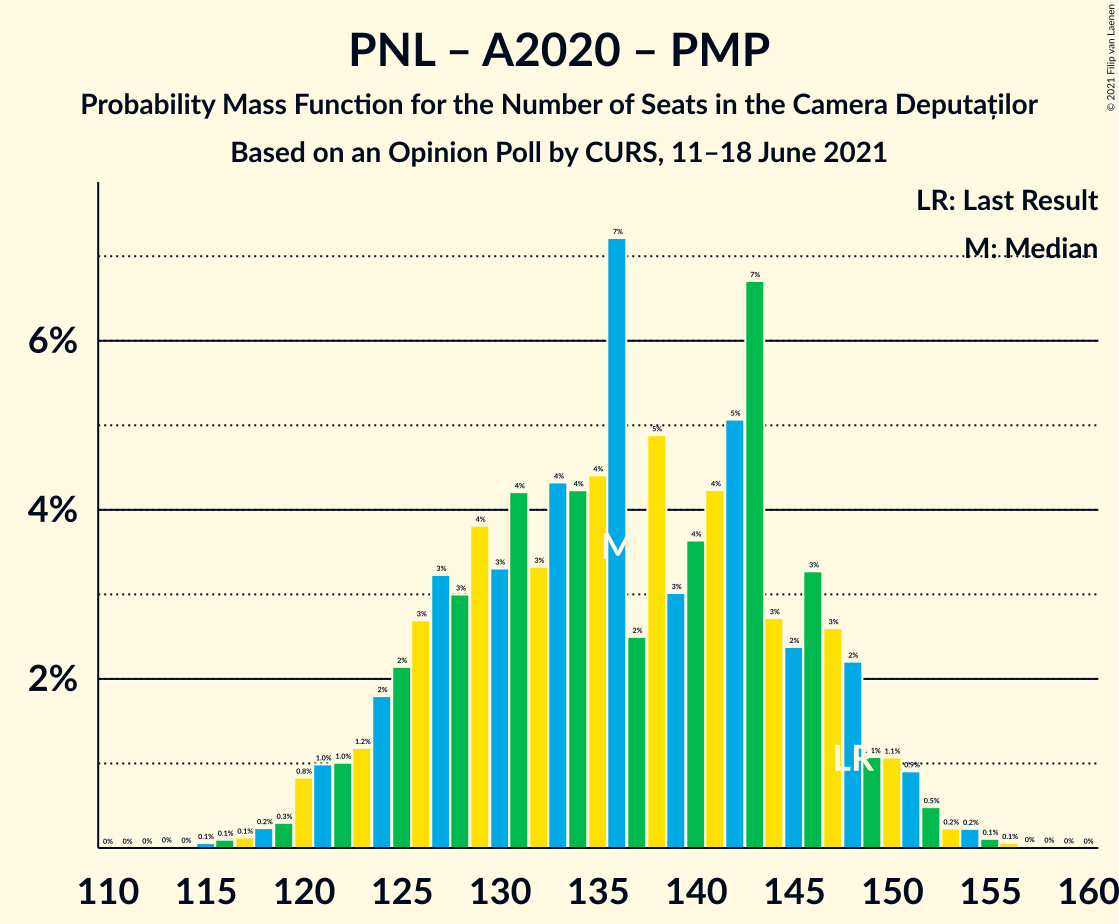 PNL – A2020 – PMP
Probability Mass Function for the Number of Seats in the Camera Deputaților
Based on an Opinion Poll by CURS, 11–18 June 2021
© 2021 Filip van Laenen
LR: Last Result
M: Median
6%
4%
2%
0% 0% 0% 0% 0% 0.1% 0.1% 0.1% 0.2% 0.3% 0.8% 1.0% 1.0% 1.2% 2% 2% 3% 3% 3% 4% 3% 4% 3% 4% 4% 4% 7% 2% 5% 3% 4% 4% 5% 7% 3% 2% 3% 3% 2% 1% 1.1% 0.9% 0.5% 0.2% 0.2% 0.1% 0.1% 0% 0% 0% 0%
M
LR
110 115 120 125 130 135 140 145 150 155 160